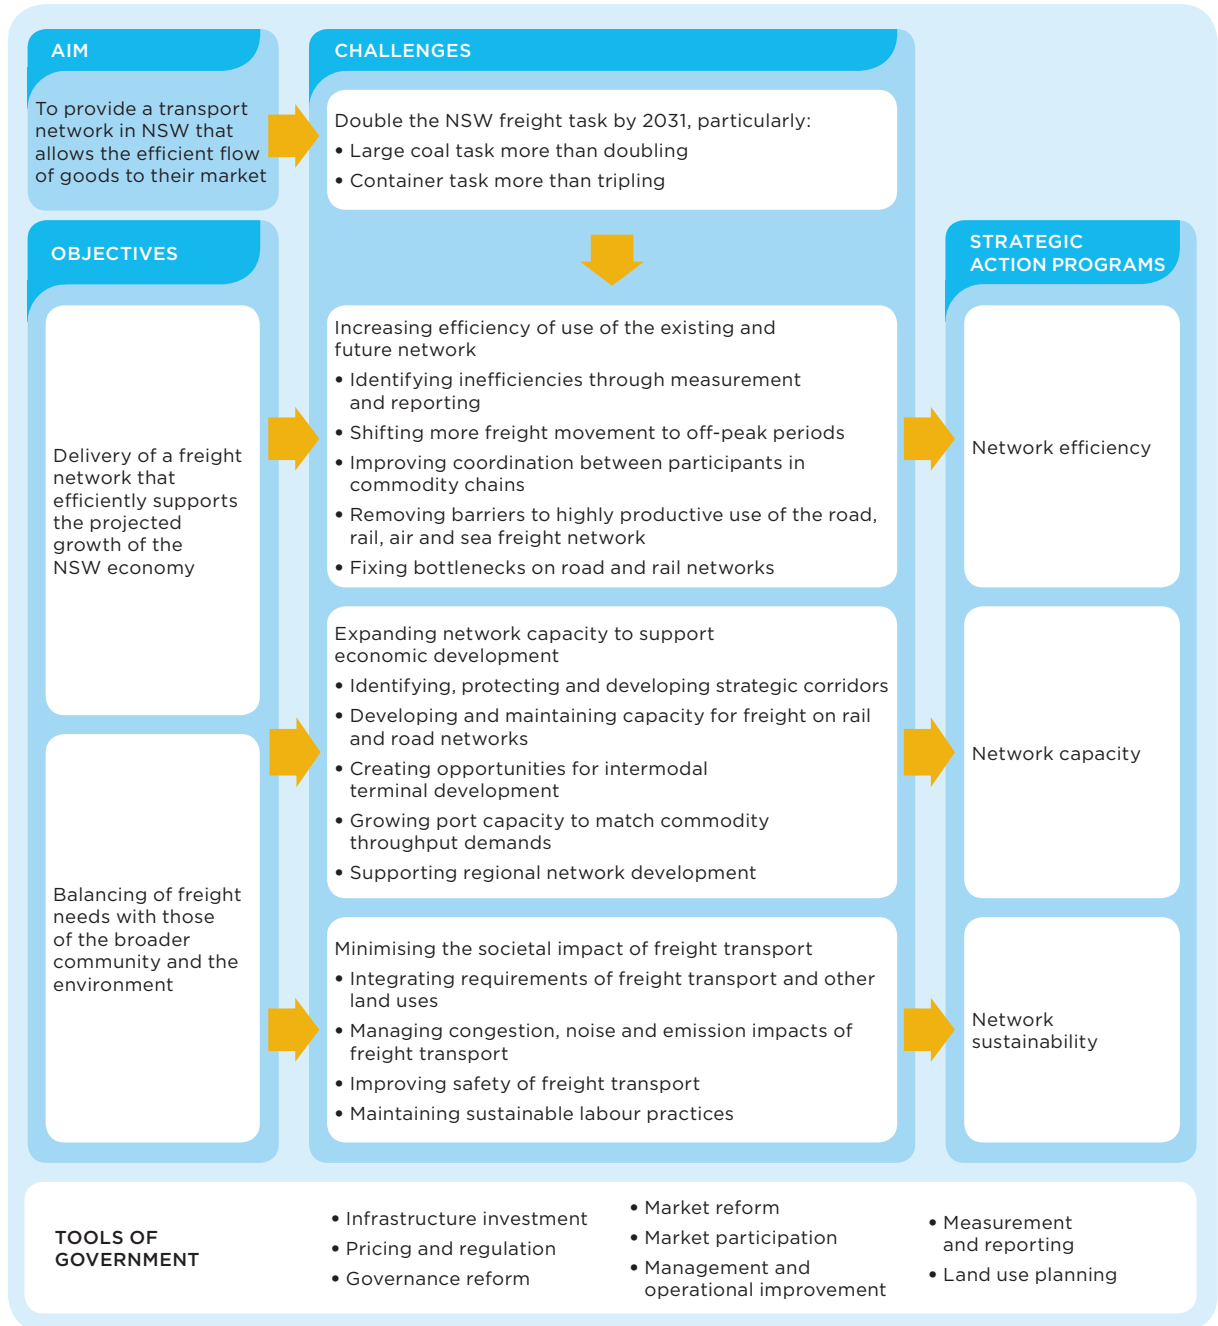 AIM
To provide a transport
network in NSW that
allows the efficient flow
of goods to their market
CHALLENGES
Double the NSW freight task by 2031, particularly:
• Large coal task more than doubling
• Container task more than tripling
OBJECTIVES
Delivery of a freight
network that
efficiently supports
the projected
growth of the
NSW economy
Balancing of freight
needs with those
of the broader
community and the
environment
Increasing efficiency of use of the existing and
future network
• Identifying inefficiencies through measurement
and reporting
• Shifting more freight movement to off-peak periods
• Improving coordination between participants in
commodity chains
• Removing barriers to highly productive use of the road,
rail, air and sea freight network
• Fixing bottlenecks on road and rail networks
Expanding network capacity to support
economic development
• Identifying, protecting and developing strategic corridors
• Developing and maintaining capacity for freight on rail
and road networks
• Creating opportunities for intermodal
terminal development
• Growing port capacity to match commodity
throughput demands
• Supporting regional network development
Minimising the societal impact of freight transport
• Integrating requirements of freight transport and other
land uses
• Managing congestion, noise and emission impacts of
freight transport
• Improving safety of freight transport
• Maintaining sustainable labour practices
STRATEGIC
ACTION PROGRAMS
Network efficiency
Network capacity
Network
sustainability
TOOLS OF
GOVERNMENT
• Infrastructure investment
• Pricing and regulation
• Governance reform
• Market reform
• Market participation
• Management and
operational improvement
• Measurement
and reporting
• Land use planning